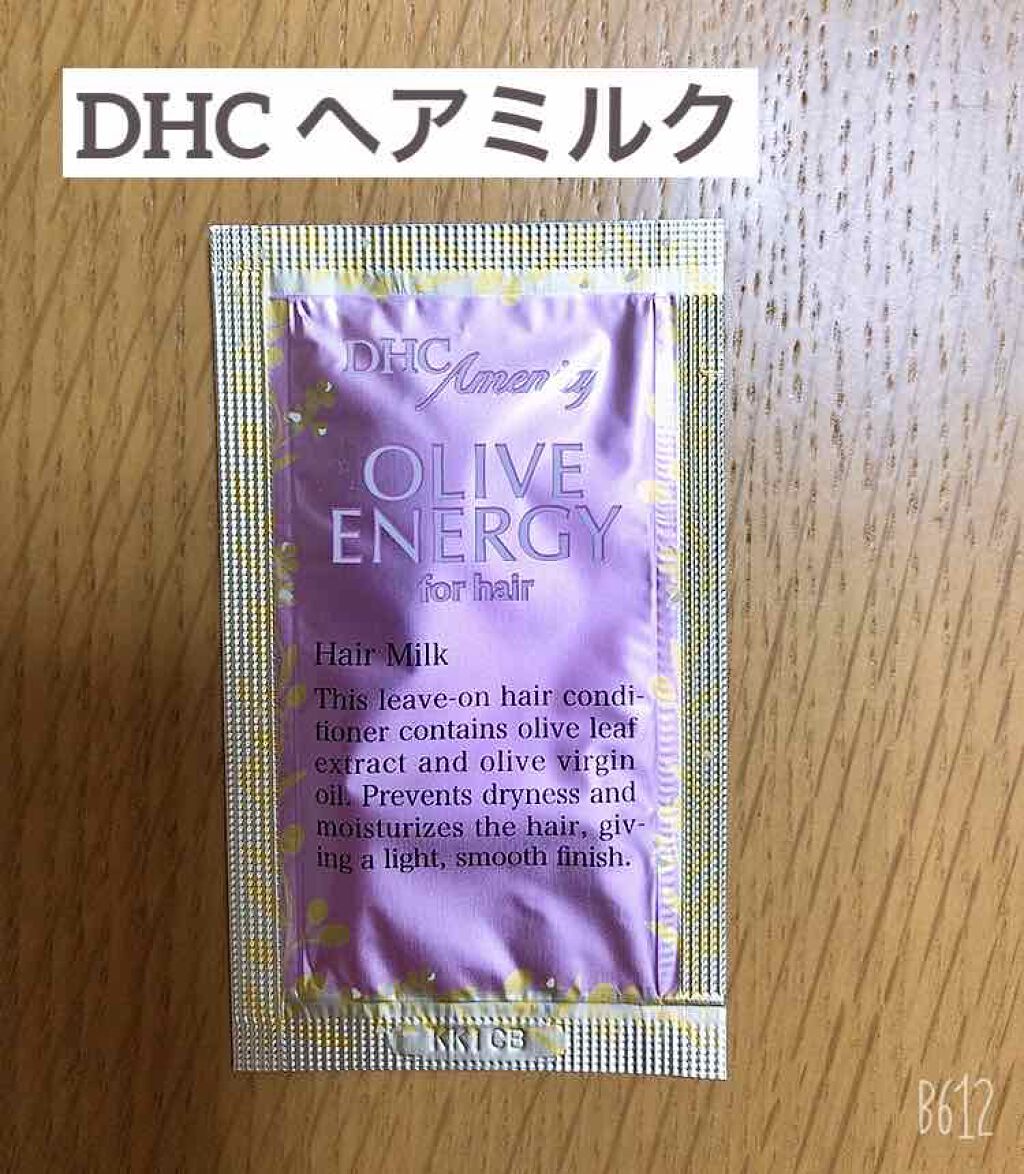 DHC ヘアミルク
DHC Amenity
OLIVE
ENERGY
for hair
Hair Milk
This leave-on hair condi-
tioner contains olive leaf
extract and olive virgin
oil. Prevents dryness and
moisturizes the hair, giv-
ing a light, smooth finish.
B612